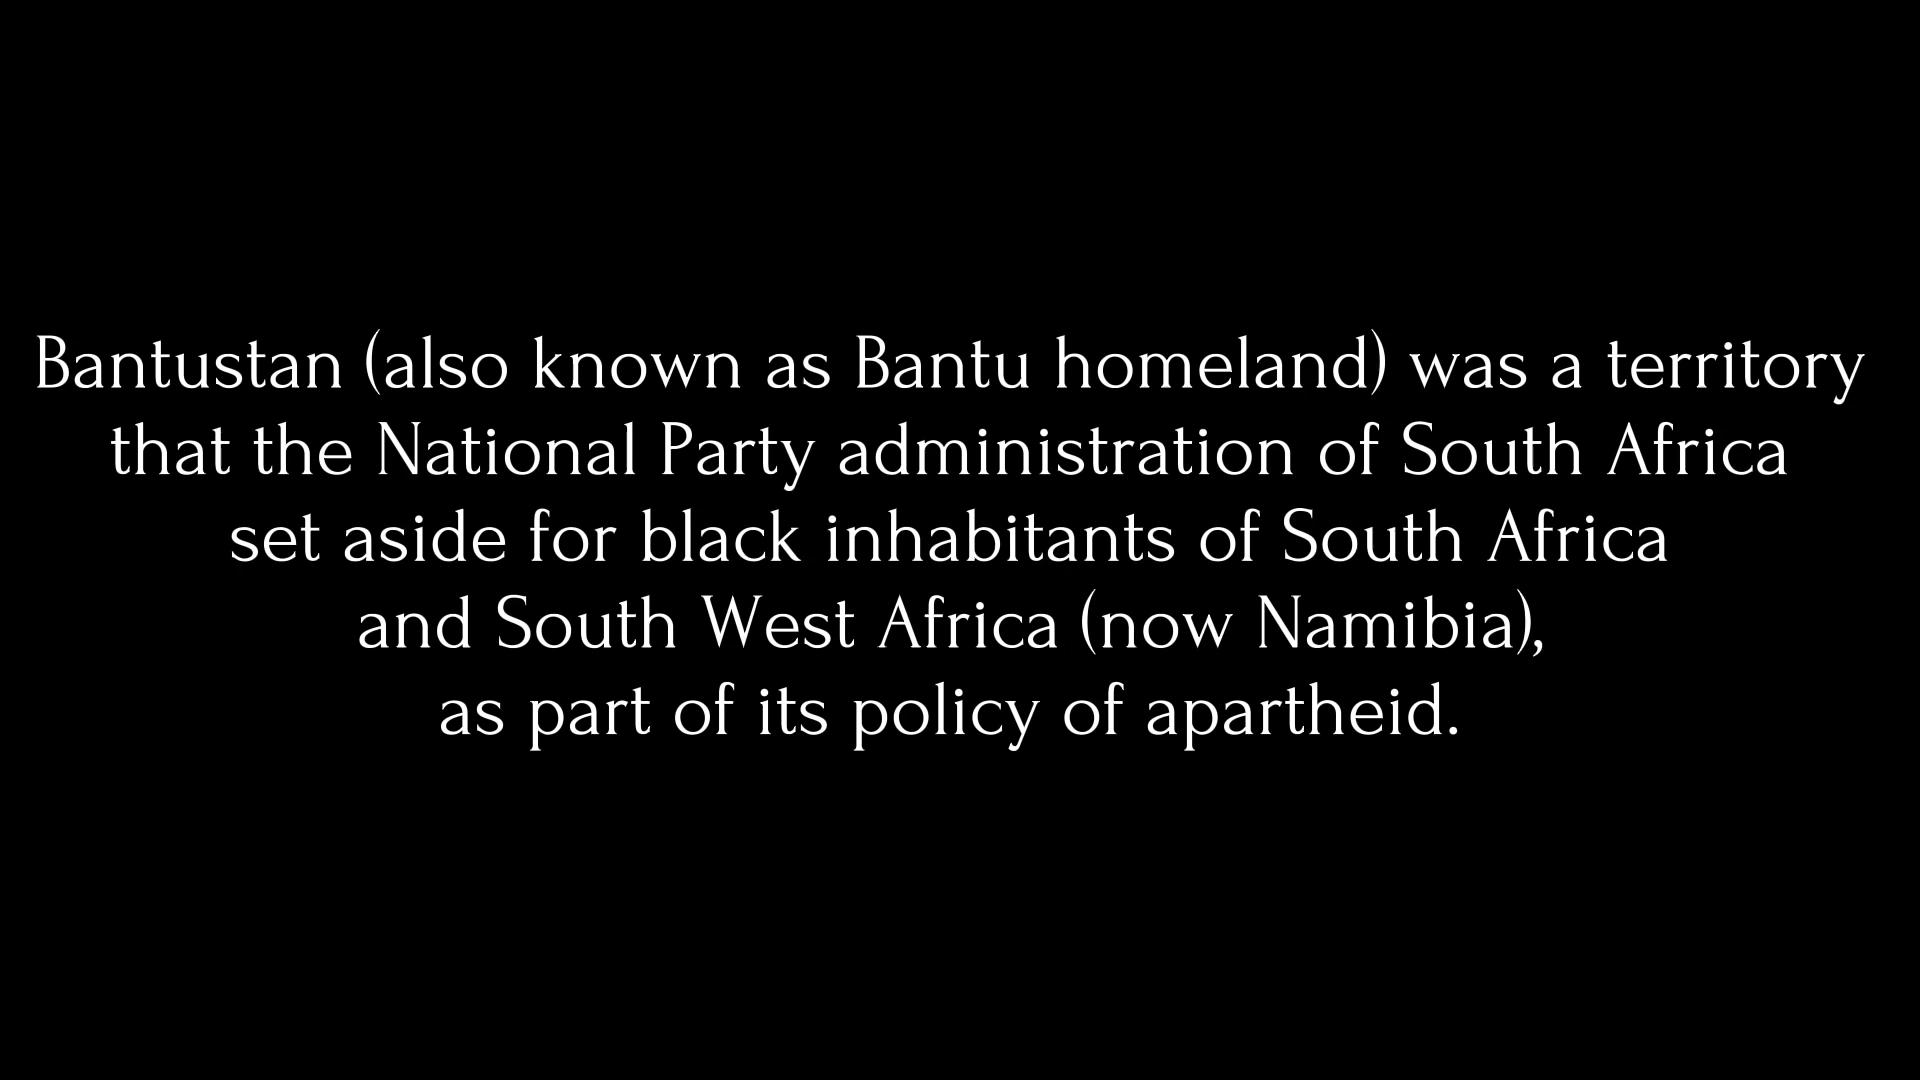 Bantustan (also known as Bantu homeland) was a territory
that the National Party administration of South Africa
set aside for black inhabitants of South Africa
and South West Africa (now Namibia),
as part of its policy of apartheid.